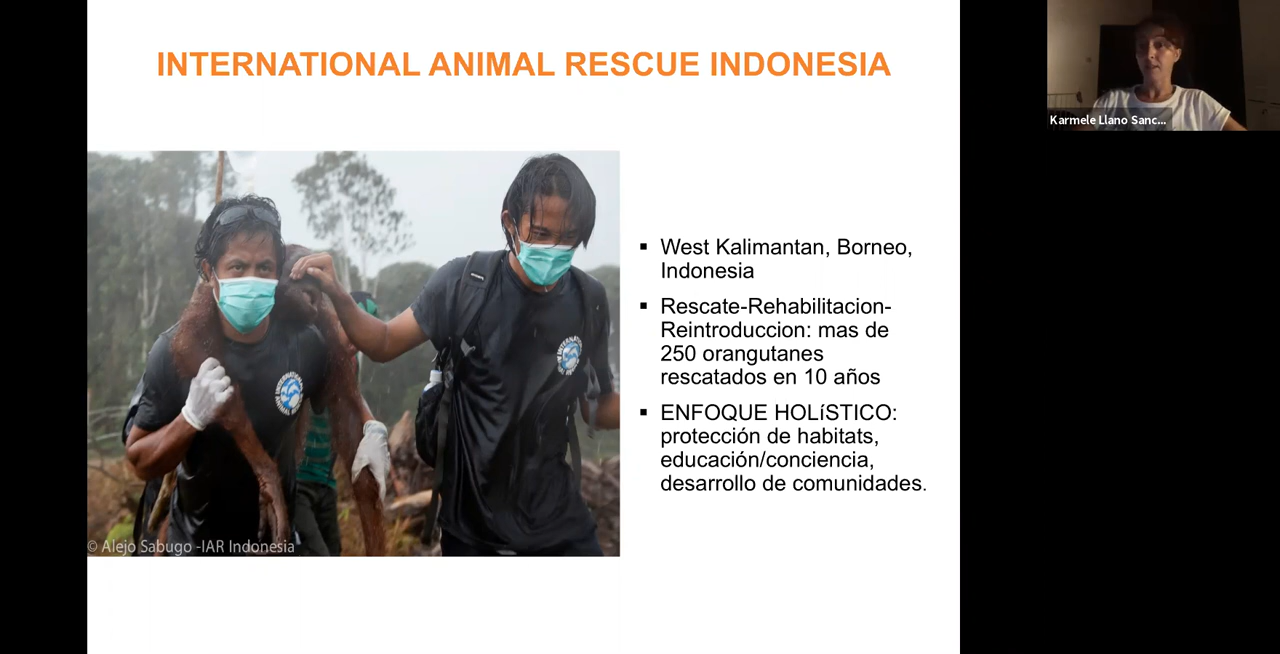 INTERNATIONAL ANIMAL RESCUE INDONESIA
Karmele Llano Sanc...
▪ West Kalimantan, Borneo,
Indonesia
▪ Rescate-Rehabilitacion-
Reintroduccion: mas de
250 orangutanes
rescatados en 10 años
▪ ENFOQUE HOLíSTICO:
protección de habitats,
educación/conciencia,
desarrollo de comunidades.
© Alejo Sabugo -IAR Indonesia